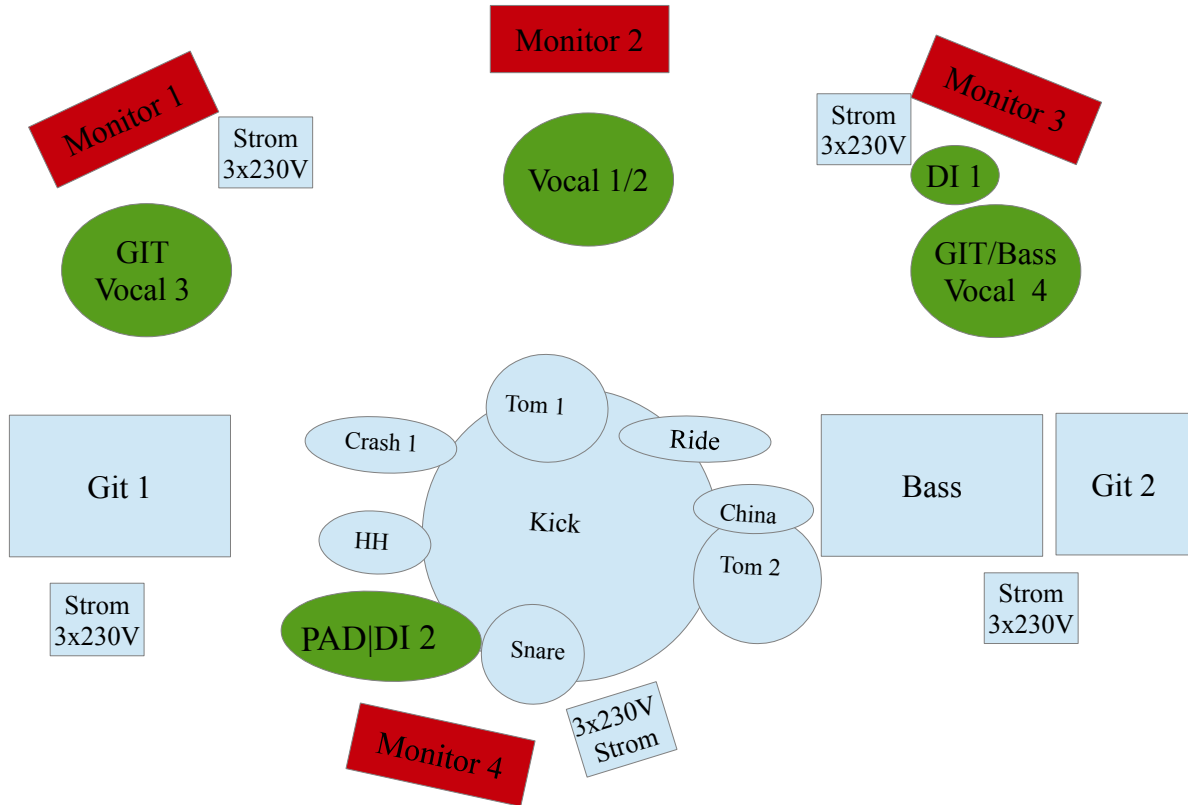 Monitor 2
Monitor 1
Monitor 3
Strom
3x230V
Strom
3x230V
Vocal 1/2
DI 1
GIT
Vocal 3
GIT/Bass
Vocal 4
Tom 1
Crash 1
Ride
Git 1
Kick
China
Bass
Git 2
HH
Tom 2
Strom
3x230V
Strom
3x230V
PAD|DI 2
Snare
3x230V
Strom
Monitor 4